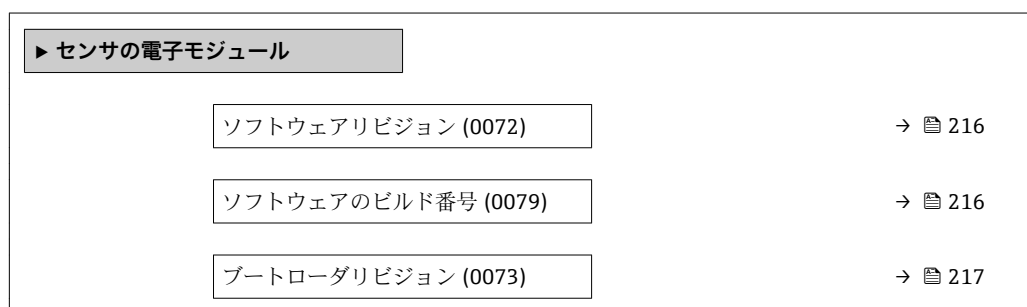 ▸ センサの電子モジュール
ソフトウェアリビジョン (0072) → 🖺 216
ソフトウェアのビルド番号 (0079) → 🖺 216
ブートローダリビジョン (0073) → 🖺 217